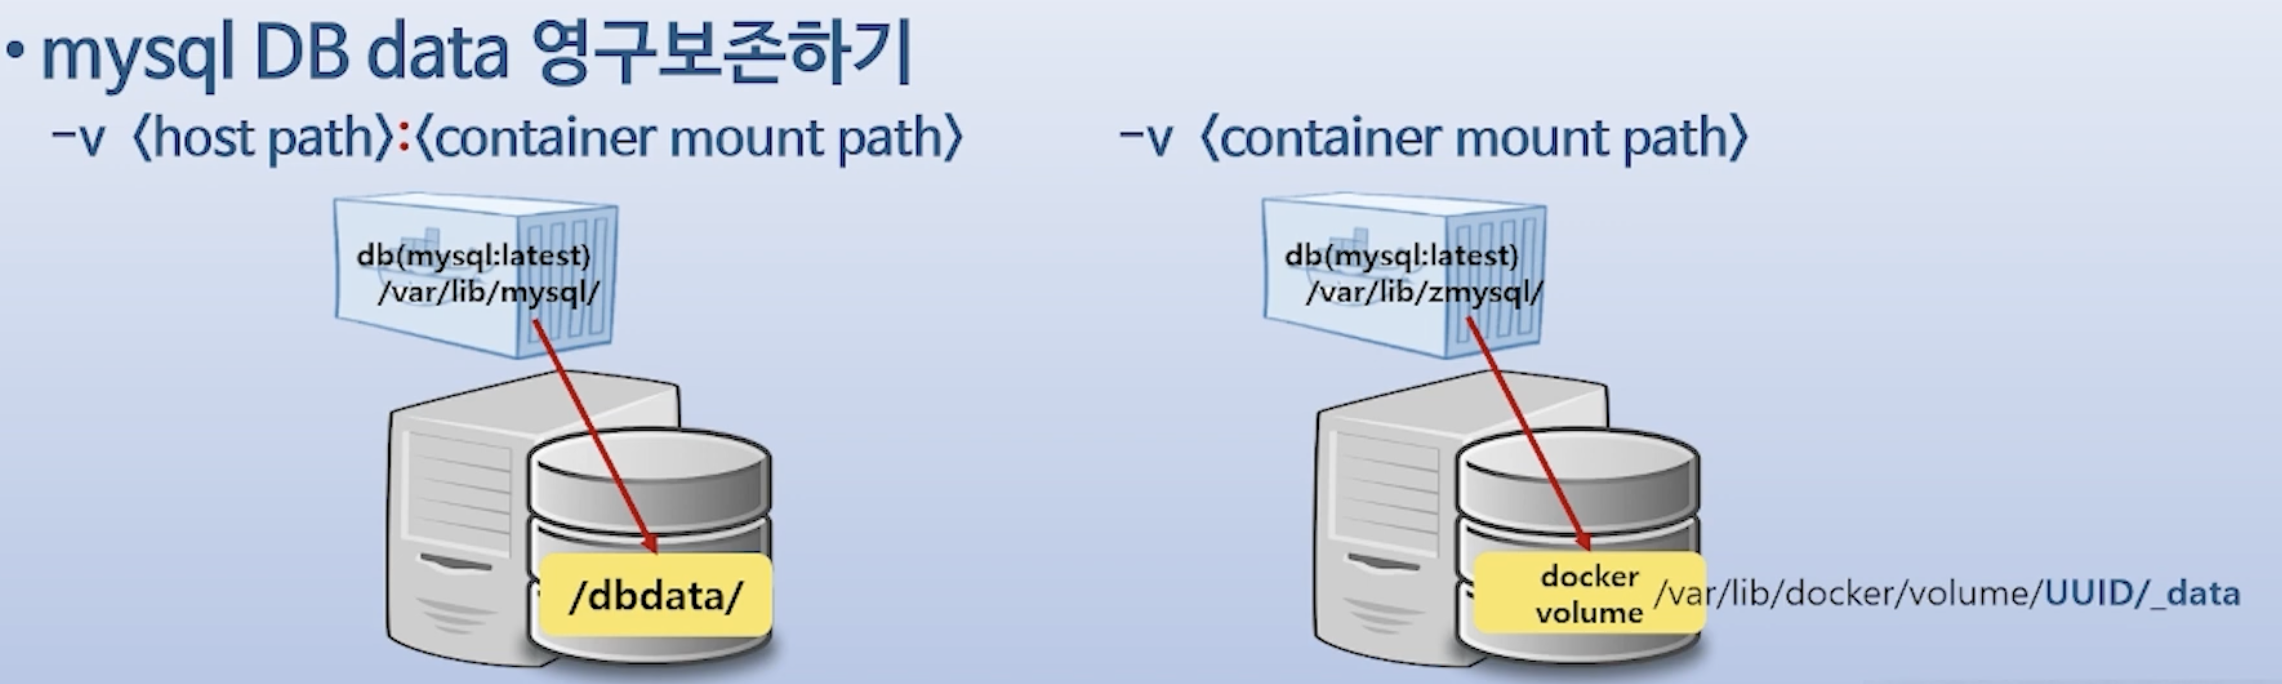 • mysql DB data 영구보존하기
-v 〈host path〉:〈container mount path〉
db(mysql:latest)
/var/lib/mysql/
/dbdata/
-v 〈container mount path〉
db(mysql:latest)
/var/lib/zmysql/
docker
volume
/var/lib/docker/volume/UUID/_data